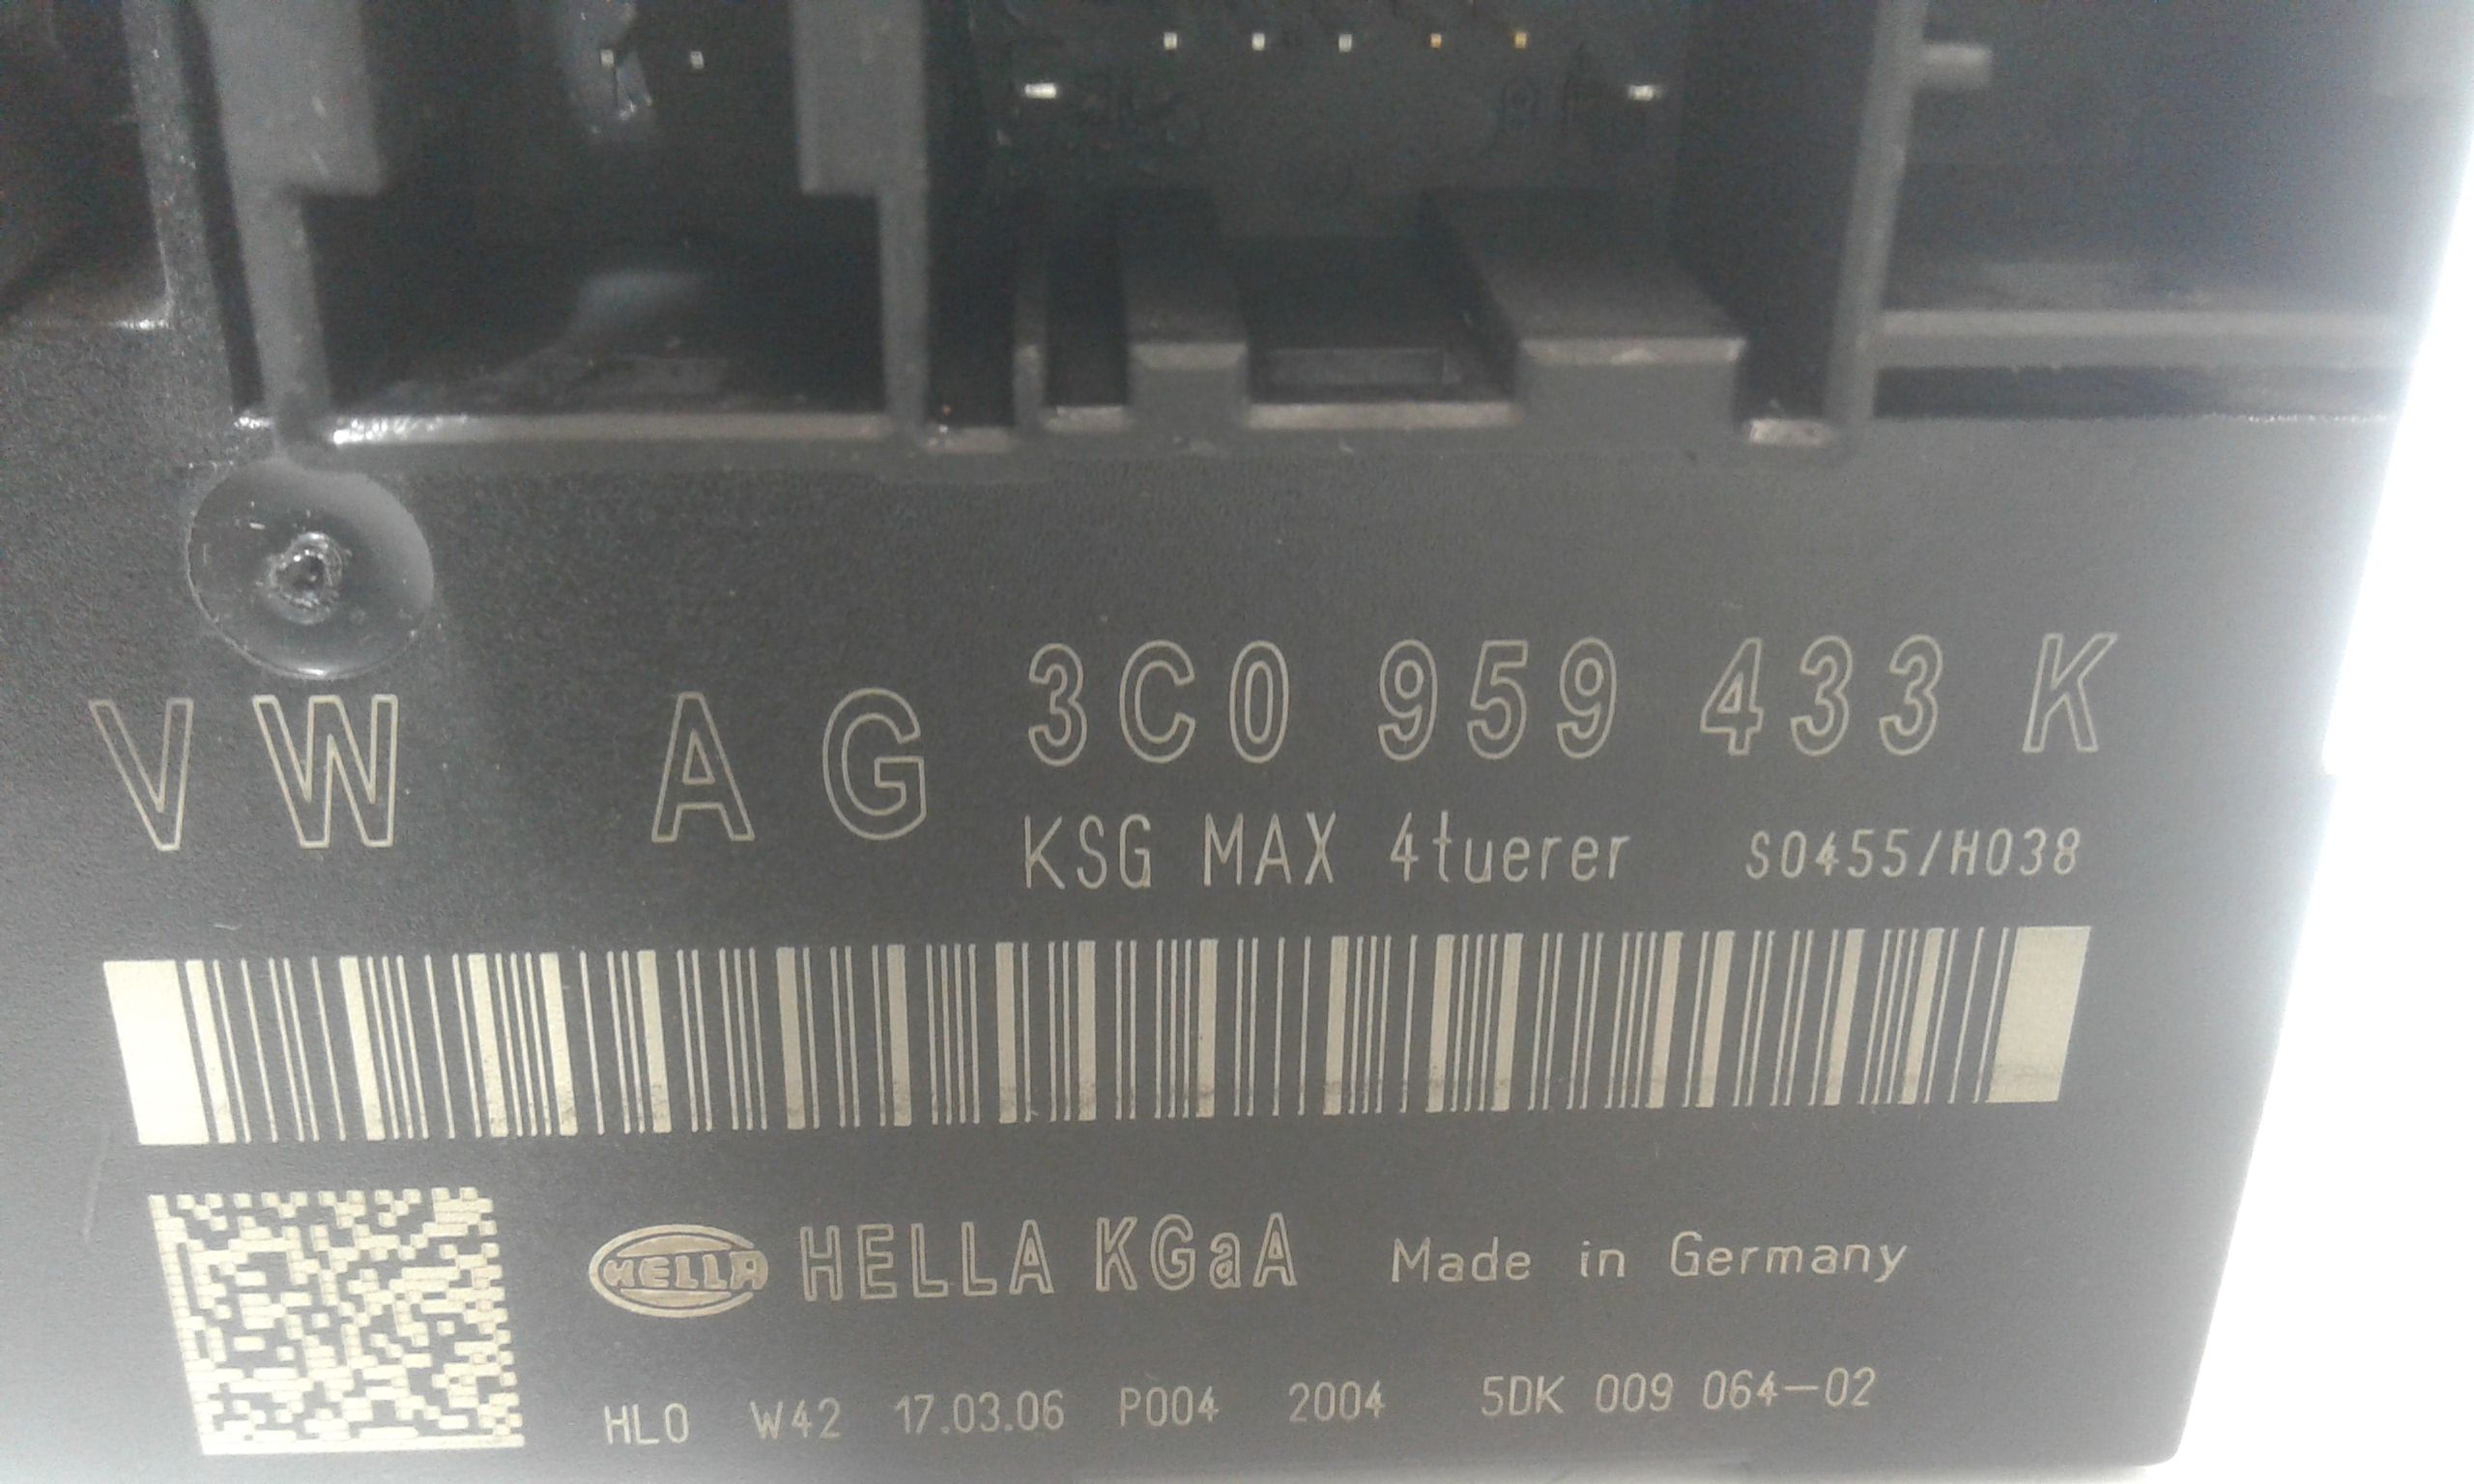 VW AG 3C0 959 433 K
KSG MAX 4tuerer S0455/H038
HELLA HELLA KGaA Made in Germany
HLO W42 17.03.06 P004 2004 5DK 009 064-02